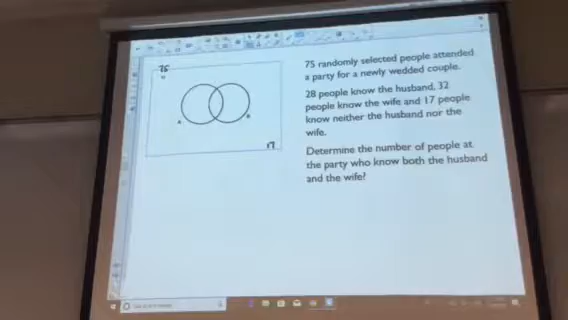 75
75 randomly selected people attended
a party for a newly wedded couple.
28 people know the husband, 32
people know the wife and 17 people
know neither the husband nor the
wife.
A
B
17
Determine the number of people at
the party who know both the husband
and the wife?